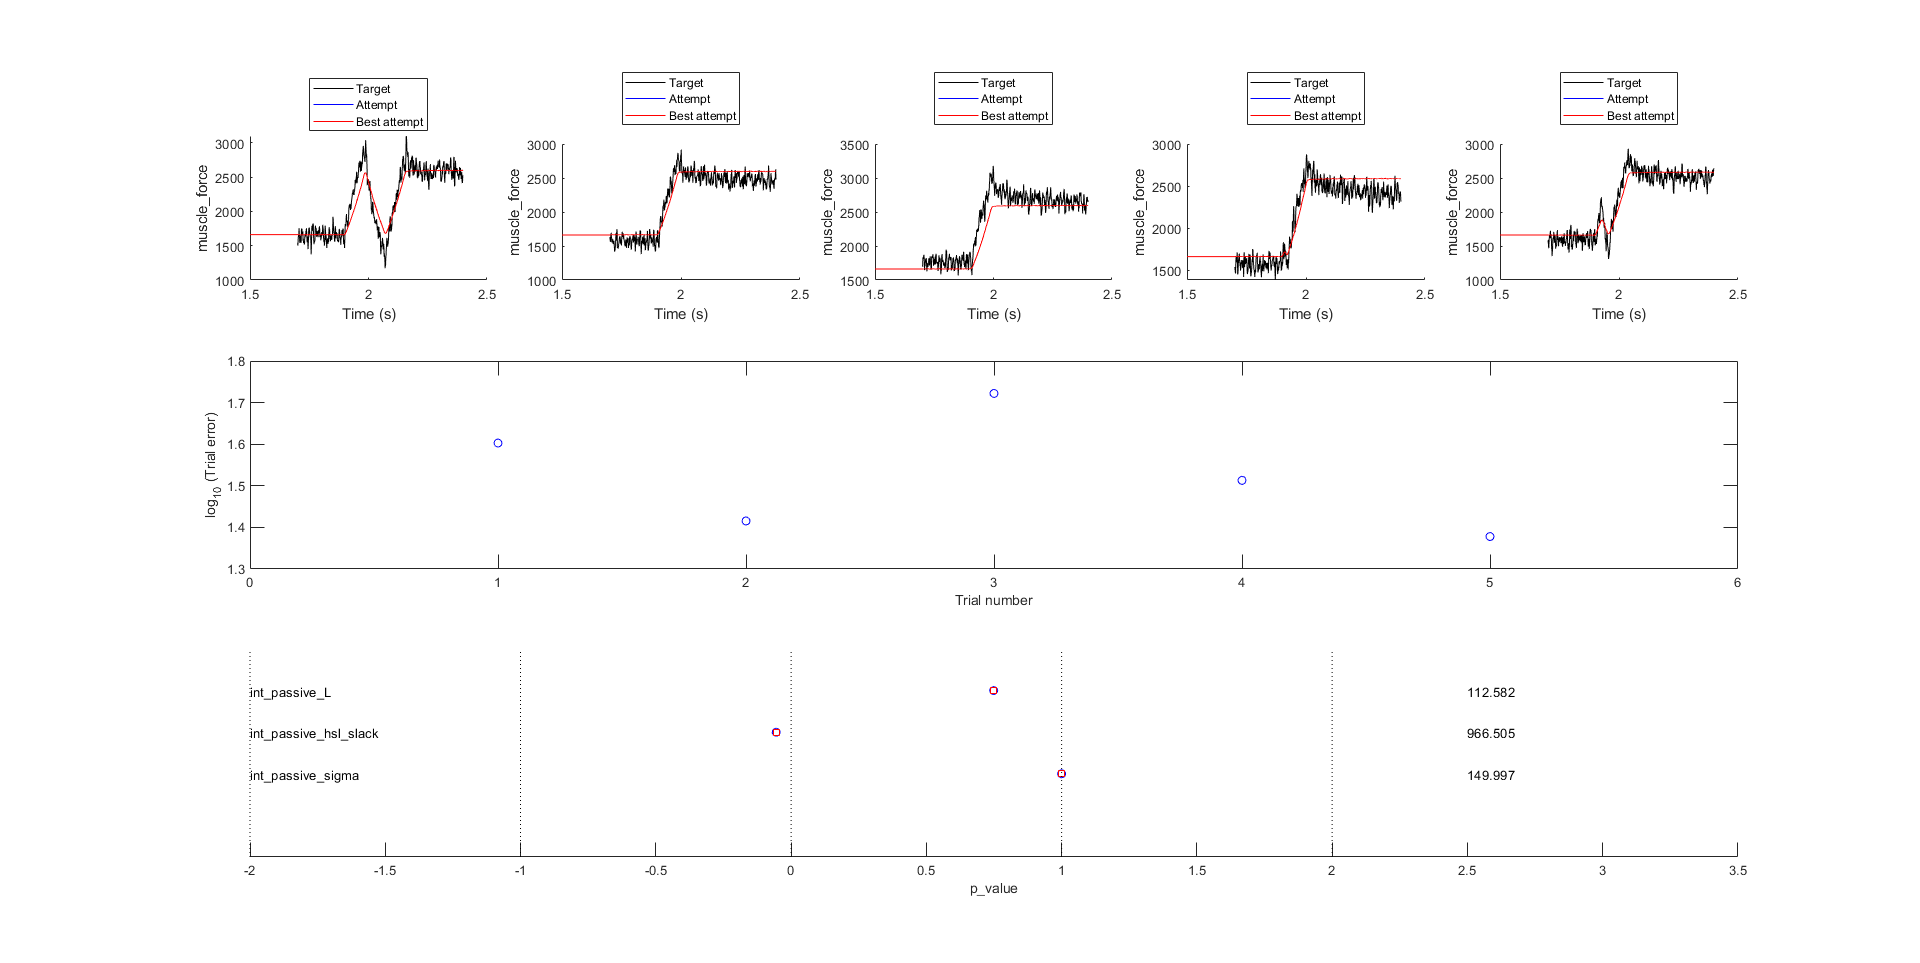 Target
Attempt
Best attempt
Target
Attempt
Best attempt
Target
Attempt
Best attempt
Target
Attempt
Best attempt
Target
Attempt
Best attempt
muscle_force
3000
2500
2000
1500
1000
1.5 2 2.5
Time (s)
muscle_force
3000
2500
2000
1500
1000
1.5 2 2.5
Time (s)
muscle_force
3500
3000
2500
2000
1500
1.5 2 2.5
Time (s)
muscle_force
3000
2500
2000
1500
1.5 2 2.5
Time (s)
muscle_force
3000
2500
2000
1500
1000
1.5 2 2.5
Time (s)
log10 (Trial error)
1.8
1.7
1.6
1.5
1.4
1.3
0 1 2 3 4 5 6
Trial number
int_passive_L 112.582
int_passive_hsl_slack 966.505
int_passive_sigma 149.997
-2 -1.5 -1 -0.5 0 0.5 1 1.5 2 2.5 3 3.5
p_value